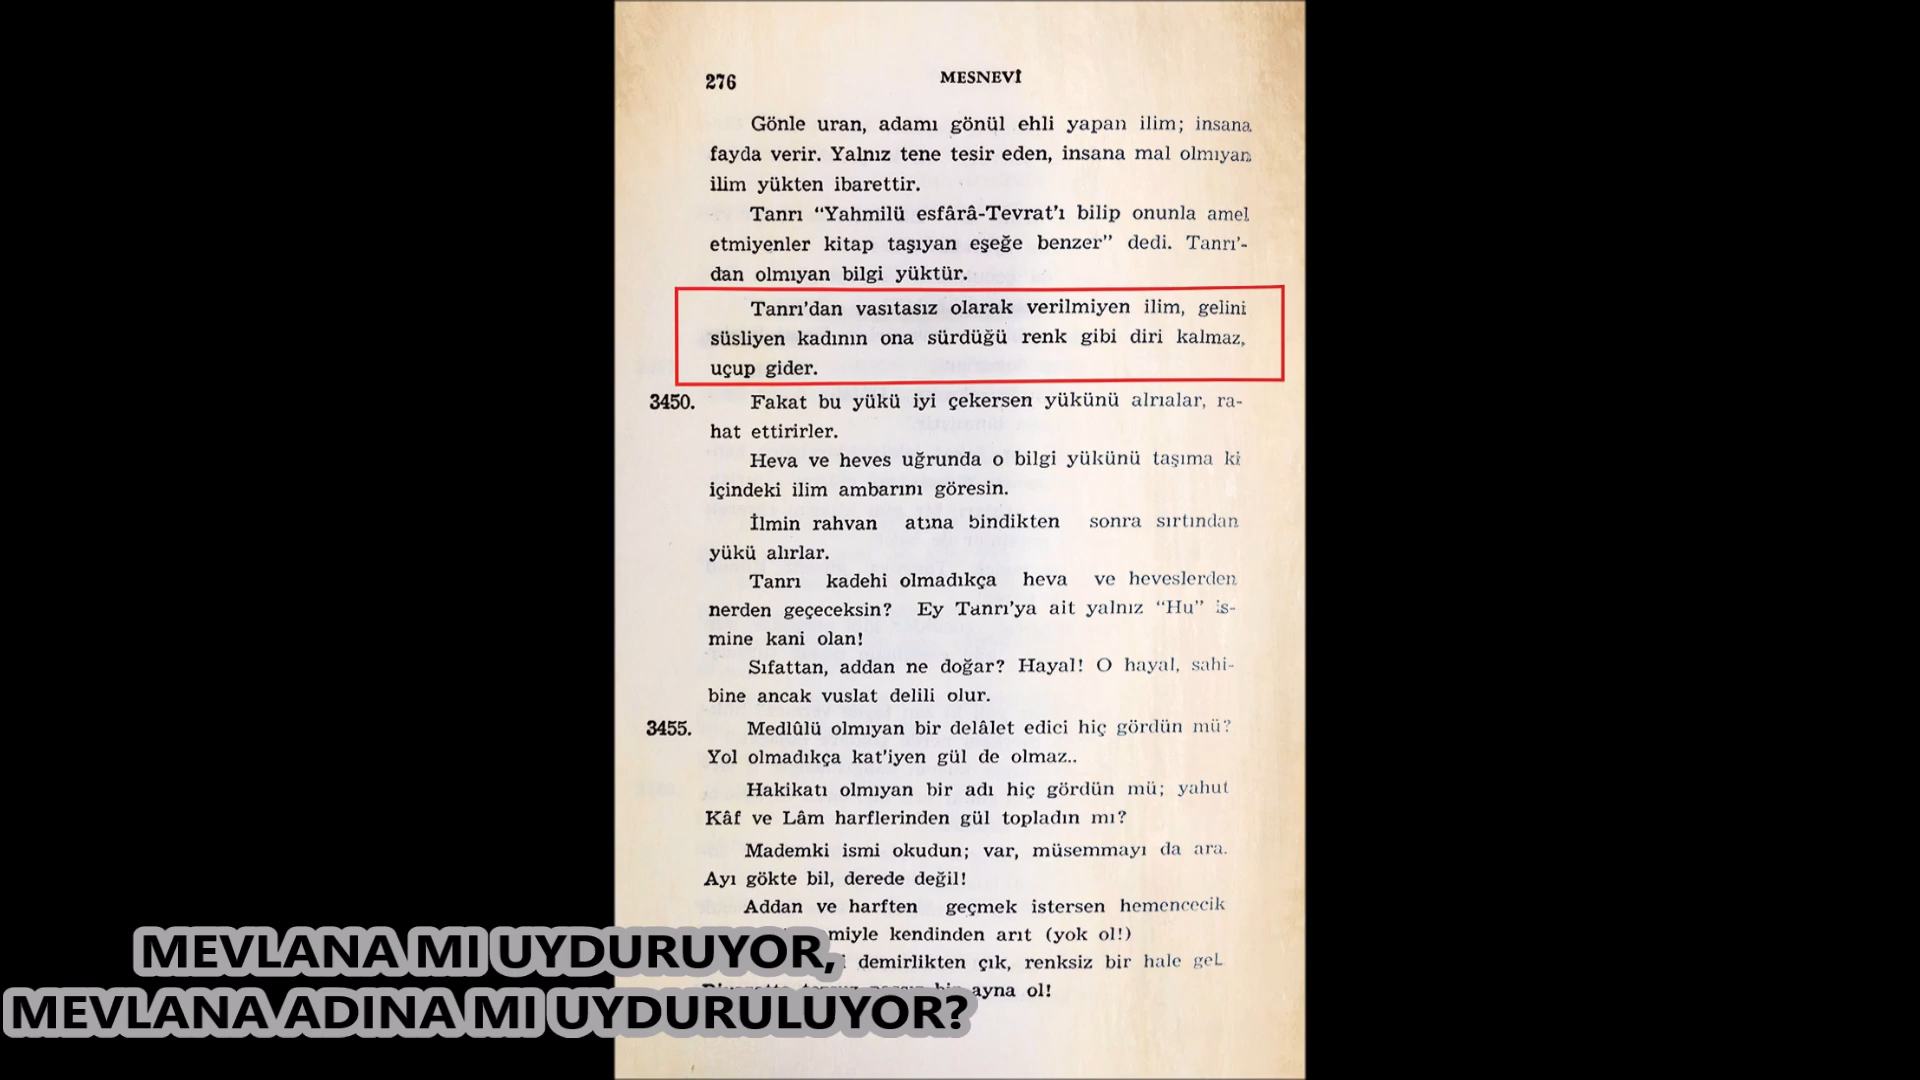 276
MESNEVİ
Gönle uran, adamı gönül ehli yapan ilim; insana
fayda verir. Yalnız tene tesir eden, insana mal olmıyan
ilim yükten ibarettir.
Tanrı “Yahmilü esfârâ-Tevrat’ı bilip onunla amel
etmiyenler kitap taşıyan eşeğe benzer” dedi. Tanrı’-
dan olmıyan bilgi yüktür.
Tanrı’dan vasıtasız olarak verilmiyen ilim, gelini
süsliyen kadının ona sürdüğü renk gibi diri kalmaz,
uçup gider.
3450. Fakat bu yükü iyi çekersen yükünü alrıalar, ra-
hat ettirirler.
Heva ve heves uğrunda o bilgi yükünü taşıma ki
içindeki ilim ambarını göresin.
İlmin rahvan atına bindikten sonra sırtından
yükü alırlar.
Tanrı kadehi olmadıkça heva ve heveslerden
nerden geçeceksin? Ey Tanrı’ya ait yalnız “Hu” is-
mine kani olan!
Sıfattan, addan ne doğar? Hayal! O hayal, sahi-
bine ancak vuslat delili olur.
3455. Medlûlü olmıyan bir delâlet edici hiç gördün mü?
Yol olmadıkça kat’iyen gül de olmaz..
Hakikatı olmıyan bir adı hiç gördün mü; yahut
Kâf ve Lâm harflerinden gül topladın mı?
Mademki ismi okudun; var, müsemmayı da ara.
Ayı gökte bil, derede değil!
Addan ve harften geçmek istersen hemencecik
miyle kendinden arıt (yok ol!)
demirlikten çık, renksiz bir hale gel
ayna ol!
MEVLANA MI UYDURUYOR,
MEVLANA ADINA MI UYDURULUYOR?